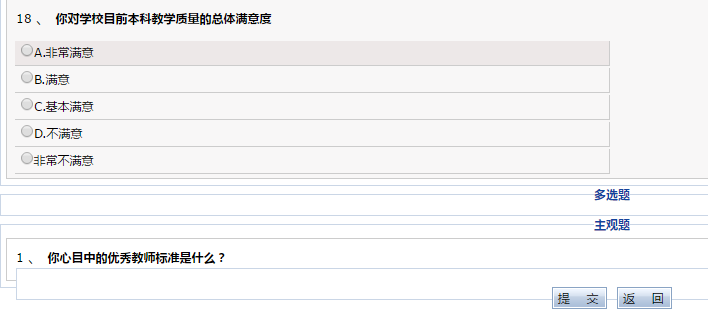 18 、 你对学校目前本科教学质量的总体满意度
A.非常满意
B.满意
C.基本满意
D.不满意
非常不满意
多选题
主观题
1 、 你心目中的优秀教师标准是什么？
提 交 返 回